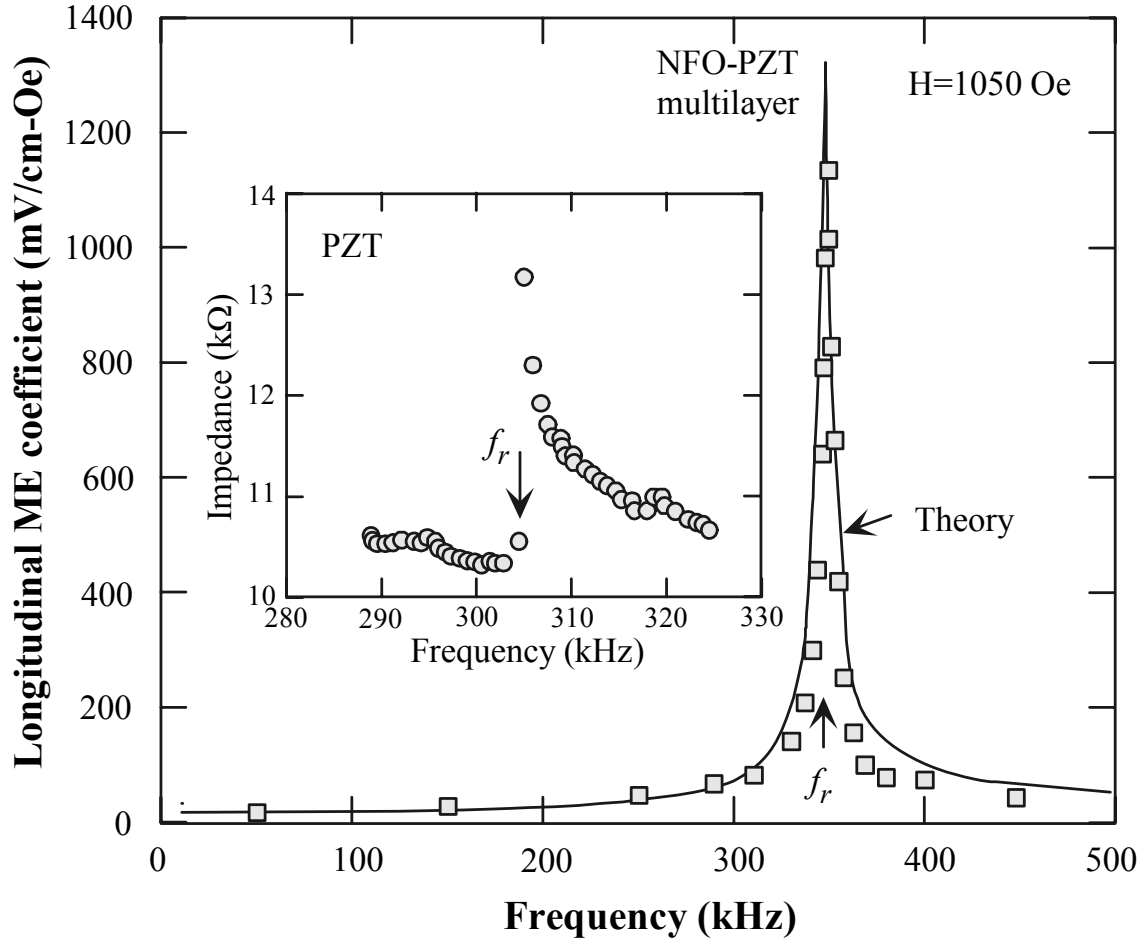 Longitudinal ME coefficient (mV/cm-Oe)
1400
1200
1000
800
600
400
200
0
NFO-PZT
multilayer
H=1050 Oe
Theory
fr
0
100
200
300
400
500
Frequency (kHz)
PZT
Impedance (kΩ)
14
13
12
11
10
fr
280
290
300
310
320
330
Frequency (kHz)